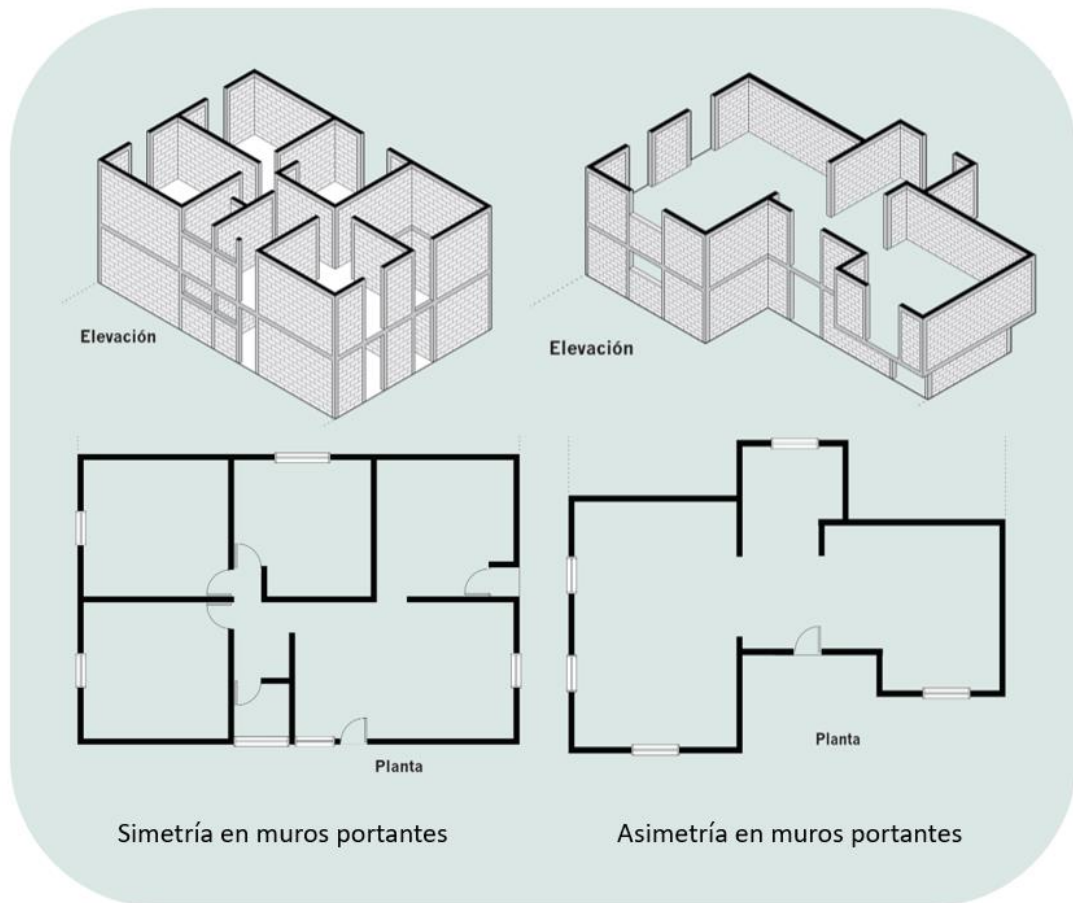 Elevación
Elevación
Planta
Planta
Simetría en muros portantes
Asimetría en muros portantes